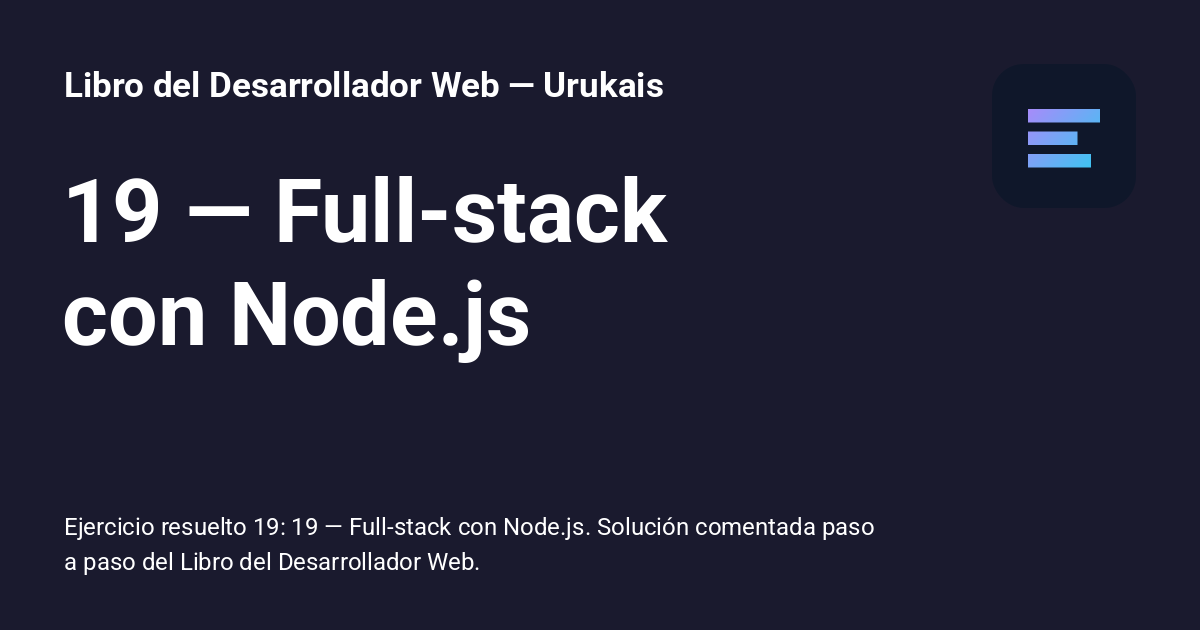 Libro del Desarrollador Web — Urukais
19 — Full-stack
con Node.js
Ejercicio resuelto 19: 19 — Full-stack con Node.js. Solución comentada paso
a paso del Libro del Desarrollador Web.